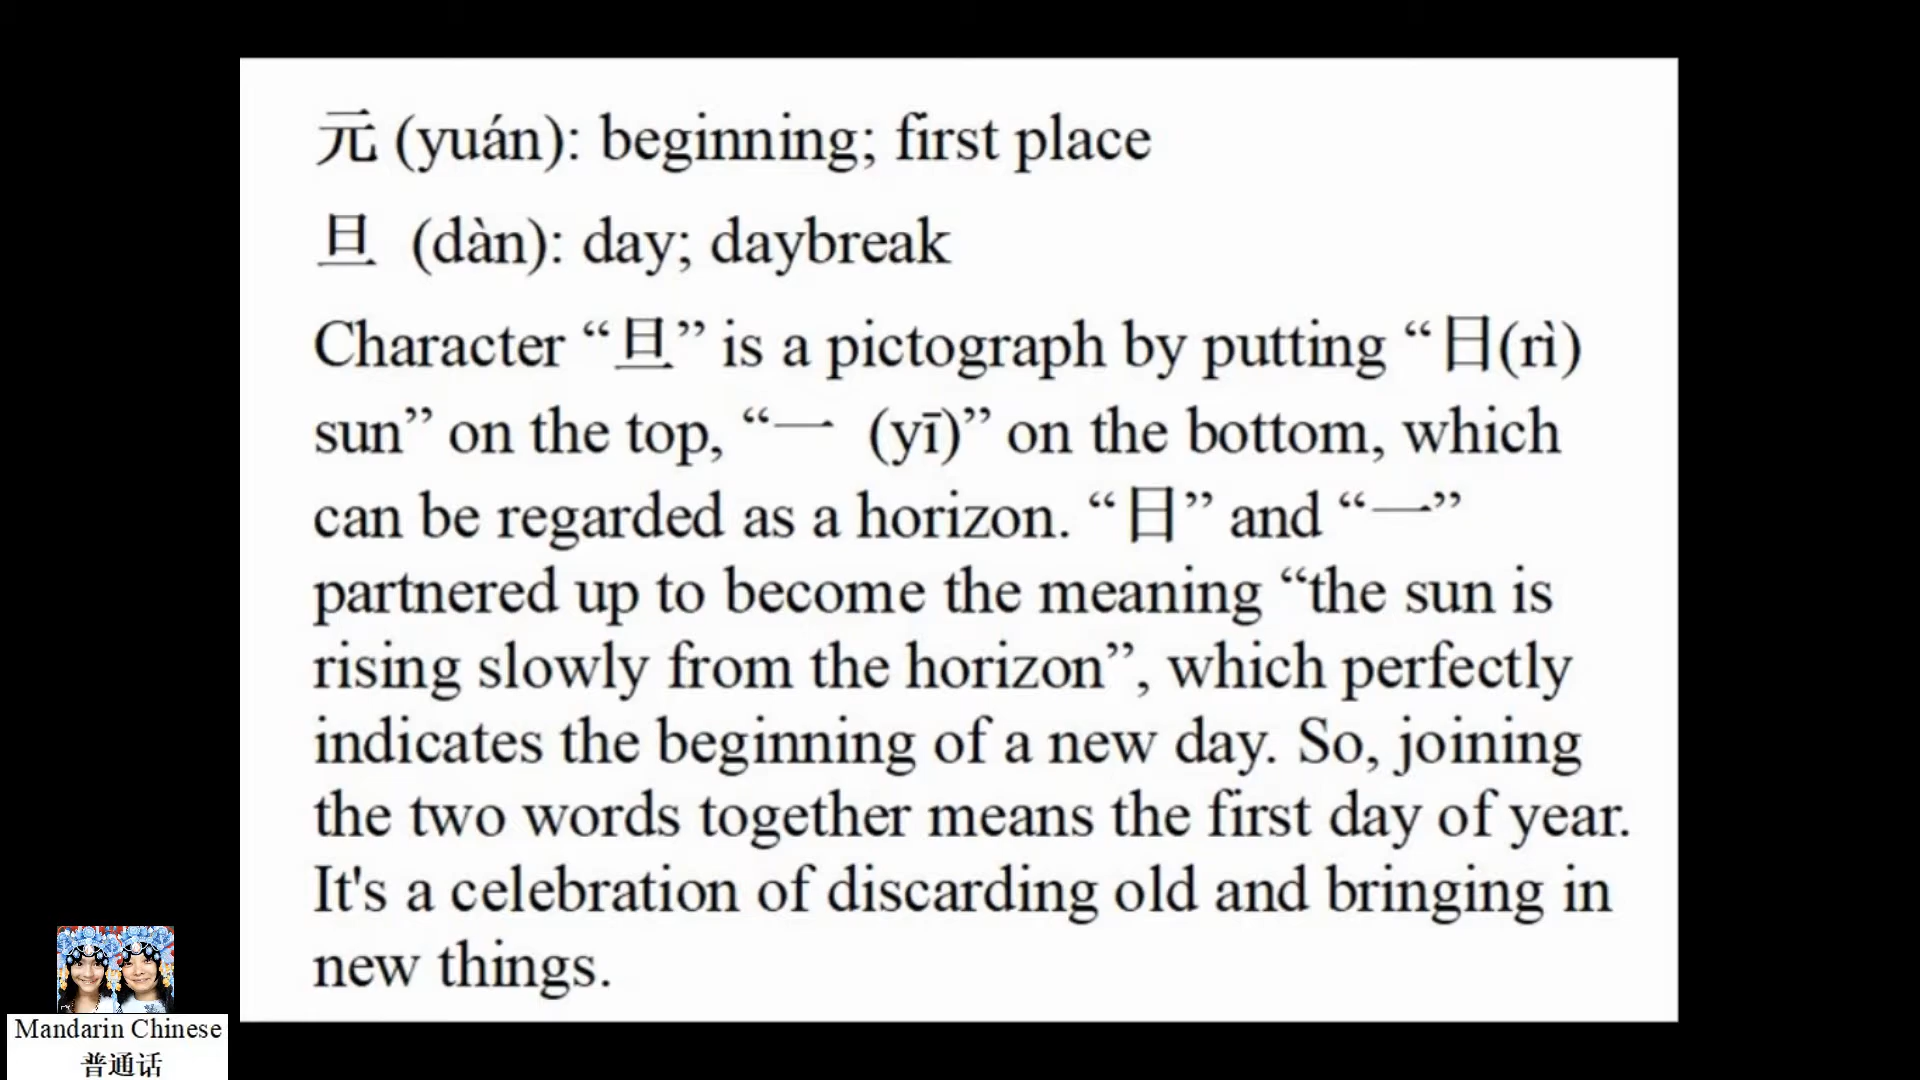 元 (yuán): beginning; first place
旦 (dàn): day; daybreak
Character “旦” is a pictograph by putting “日(rì)
sun” on the top, “一 (yī)” on the bottom, which
can be regarded as a horizon. “日” and “一”
partnered up to become the meaning “the sun is
rising slowly from the horizon”, which perfectly
indicates the beginning of a new day. So, joining
the two words together means the first day of year.
It's a celebration of discarding old and bringing in
new things.
Mandarin Chinese
普通话